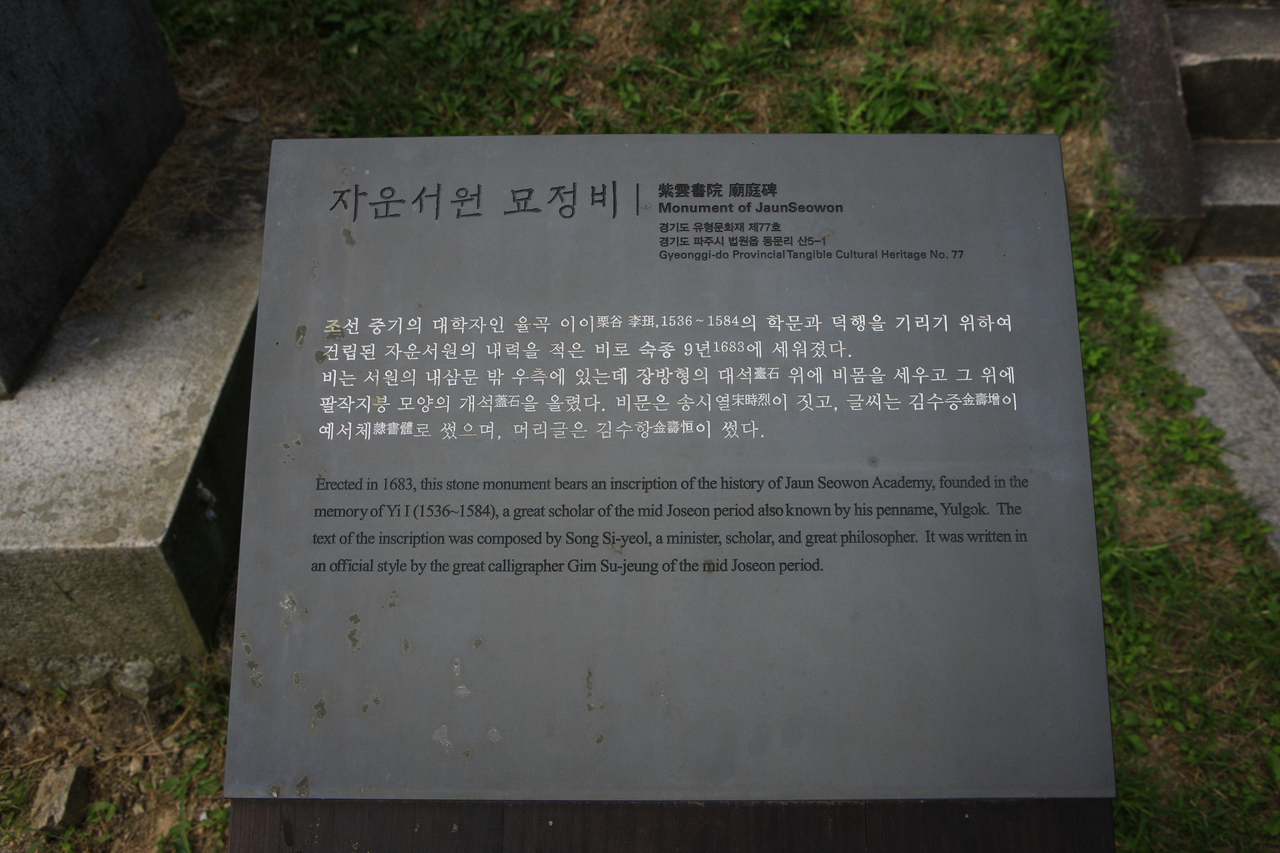 자운서원 묘정비
紫雲書院 廟庭碑
Monument of JaunSeowon
경기도 유형문화재 제77호
경기도 파주시 법원읍 동문리 산5-1
Gyeonggi-do Provincial Tangible Cultural Heritage No. 77
조선 중기의 대학자인 율곡 이이栗谷 李珥, 1536~1584의 학문과 덕행을 기리기 위하여
건립된 자운서원의 내력을 적은 비로 숙종 9년1683에 세워졌다.
비는 서원의 내삼문 밖 우측에 있는데 장방형의 대석臺石 위에 비몸을 세우고 그 위에
팔작지붕 모양의 개석蓋石을 올렸다. 비문은 송시열宋時烈이 짓고, 글씨는 김수증金壽增이
예서체隷書體로 썼으며, 머리글은 김수항金壽恒이 썼다.
Erected in 1683, this stone monument bears an inscription of the history of Jaun Seowon Academy, founded in the
memory of Yi I (1536~1584), a great scholar of the mid Joseon period also known by his penname, Yulgok. The
text of the inscription was composed by Song Si-yeol, a minister, scholar, and great philosopher. It was written in
an official style by the great calligrapher Gim Su-jeung of the mid Joseon period.